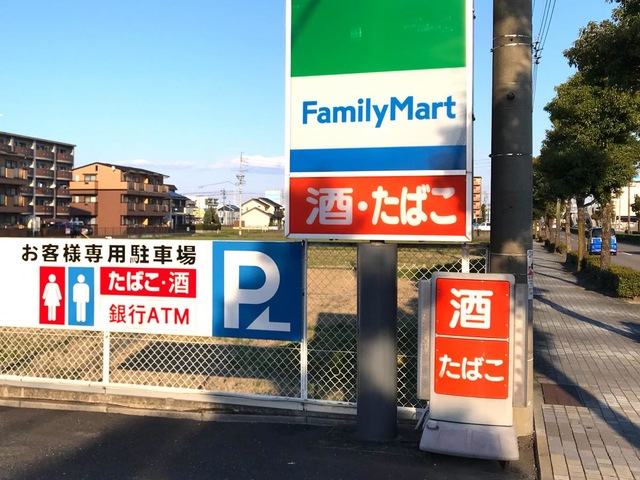 FamilyMart
酒・たばこ
お客様専用駐車場
たばこ・酒
銀行ATM
P
酒
たばこ